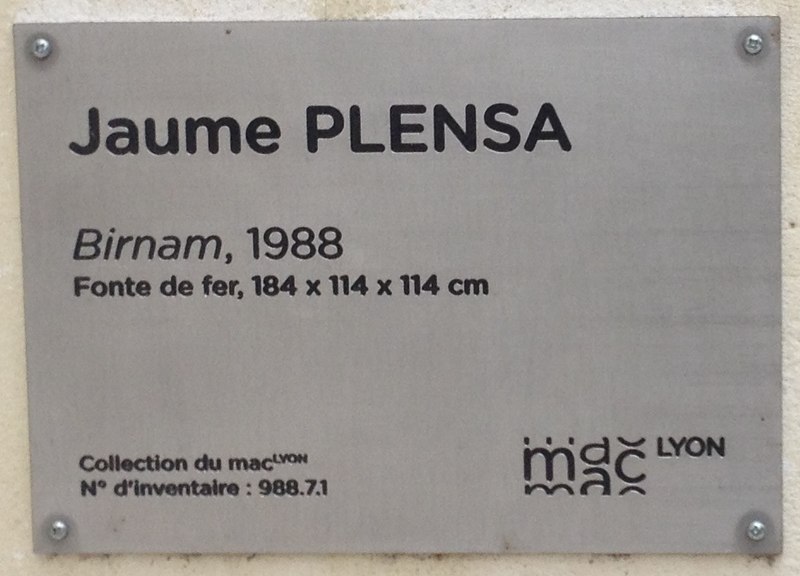 Jaume PLENSA
Birnam, 1988
Fonte de fer, 184 x 114 x 114 cm
Collection du macLYON
N° d'inventaire : 988.7.1
mac LYON